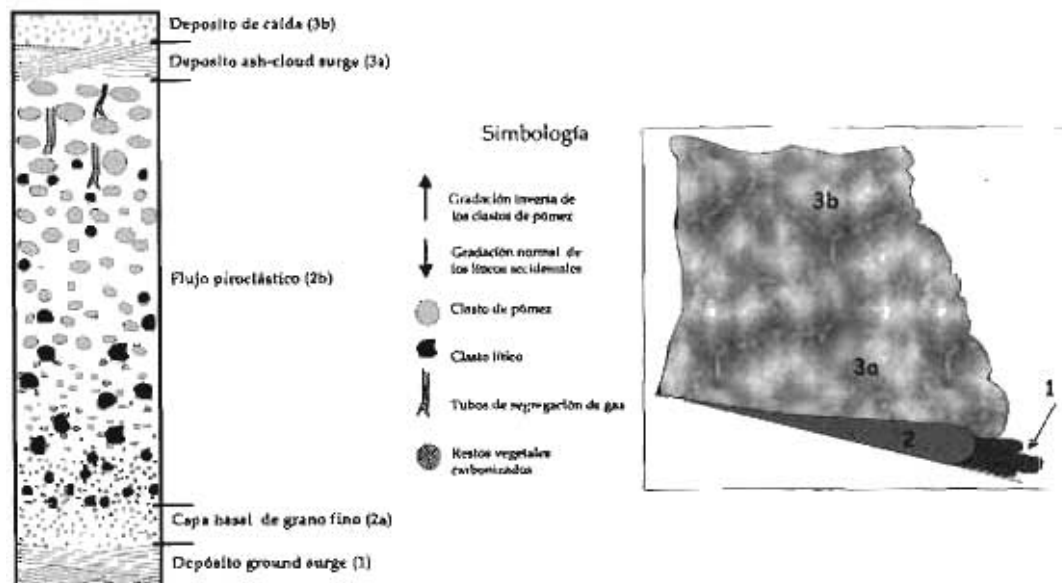 Deposito de caída (3b)
Deposito ash-cloud surge (3a)
Flujo piroclástico (2b)
Capa basal de grano fino (2a)
Depósito ground surge (1)
Simbología
Gradación inversa de
los clastos de pómez
Gradación normal de
los líticos accidentales
Clasto de pómez
Clasto lítico
Tubos de segregación de gas
Restos vegetales
carbonizados
3b
3a
2
1